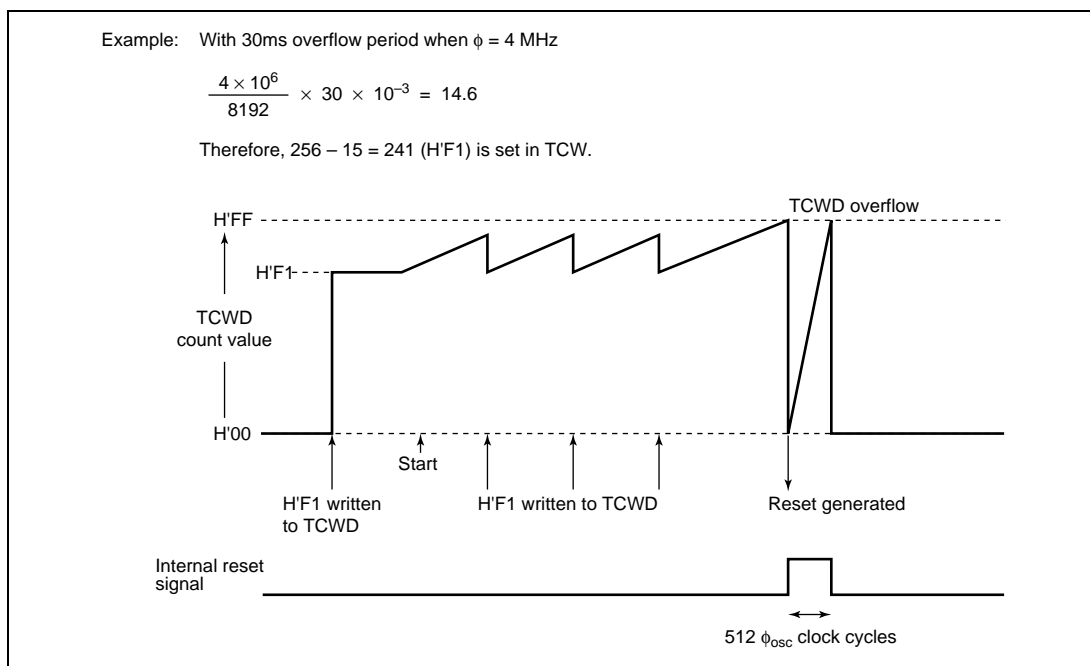 Example: With 30ms overflow period when ϕ = 4 MHz
4 × 10⁶
8192
× 30 × 10⁻³ = 14.6
Therefore, 256 – 15 = 241 (H'F1) is set in TCW.
TCWD overflow
H'FF
H'F1
TCWD
count value
H'00
Start
H'F1 written
to TCWD
H'F1 written to TCWD
Reset generated
Internal reset
signal
512 ϕosc clock cycles